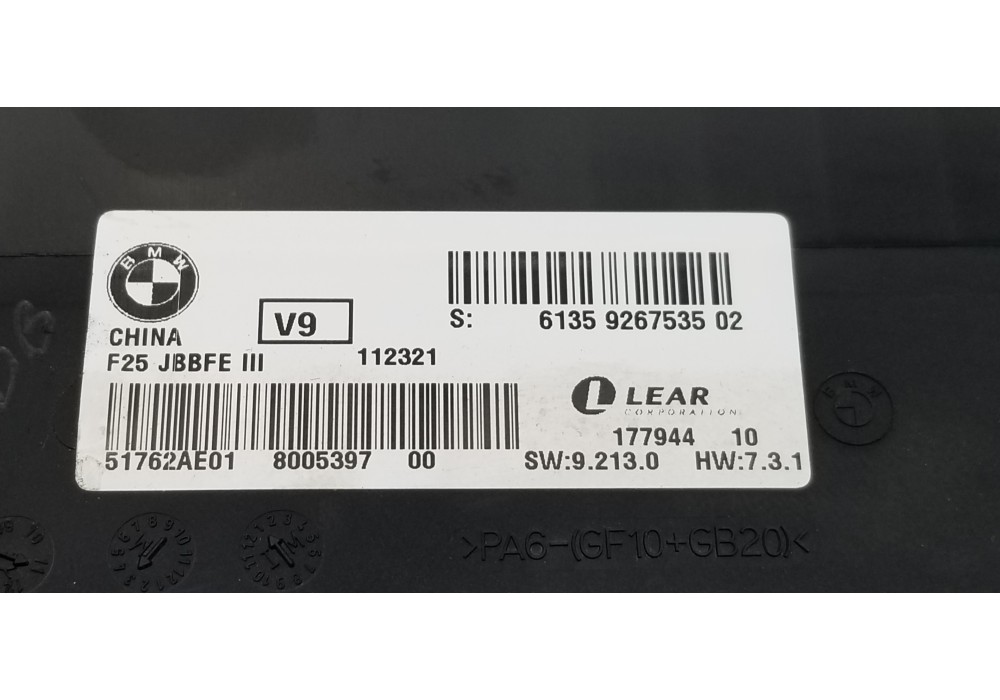 BMW
CHINA
V9
S: 6135 9267535 02
F25 JBBFE III 112321
LEAR
CORPORATION
177944 10
51762AE01 8005397 00 SW:9.213.0 HW:7.3.1
BMW
>PA6-(GF10+GB20)<